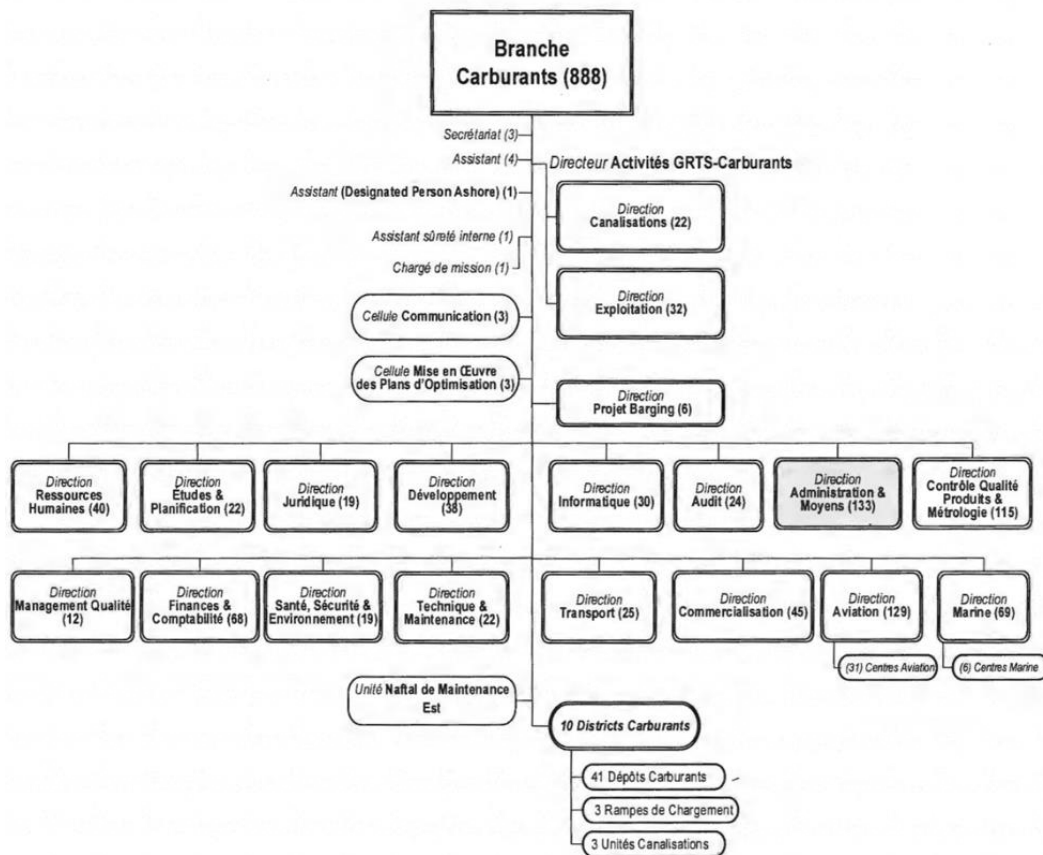 Branche
Carburants (888)
Secrétariat (3)
Assistant (4)
Directeur Activités GRTS-Carburants
Assistant (Designated Person Ashore) (1)
Direction
Canalisations (22)
Assistant sûreté interne (1)
Chargé de mission (1)
Direction
Exploitation (32)
Cellule Communication (3)
Cellule Mise en Œuvre
des Plans d'Optimisation (3)
Direction
Projet Barging (6)
Direction
Ressources
Humaines (40)
Direction
Études &
Planification (22)
Direction
Juridique (19)
Direction
Développement
(38)
Direction
Informatique (30)
Direction
Audit (24)
Direction
Administration &
Moyens (133)
Direction
Contrôle Qualité
Produits &
Métrologie (115)
Direction
Management Qualité
(12)
Direction
Finances &
Comptabilité (68)
Direction
Santé, Sécurité &
Environnement (19)
Direction
Technique &
Maintenance (22)
Direction
Transport (25)
Direction
Commercialisation (45)
Direction
Aviation (129)
Direction
Marine (69)
(31) Centres Aviation
(6) Centres Marine
Unité Naftal de Maintenance
Est
10 Districts Carburants
41 Dépôts Carburants
3 Rampes de Chargement
3 Unités Canalisations